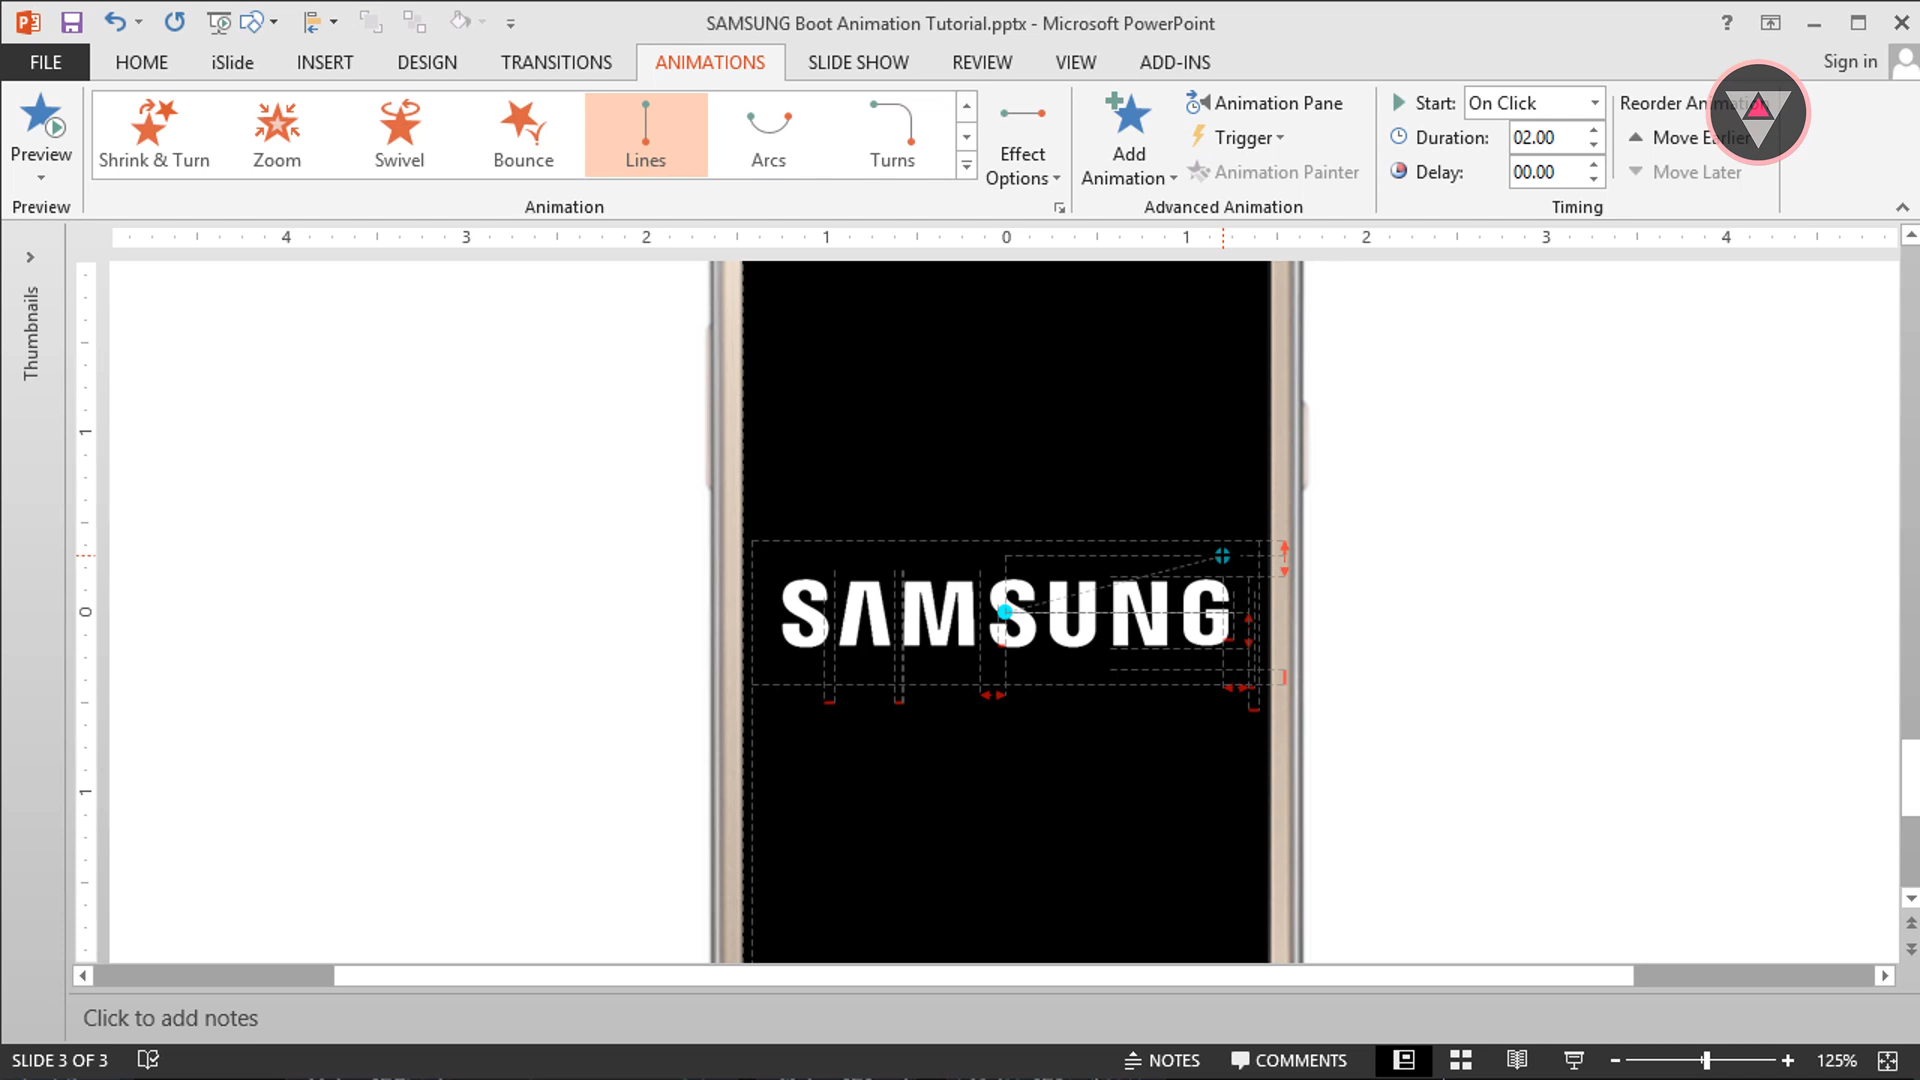 SAMSUNG Boot Animation Tutorial.pptx - Microsoft PowerPoint
?
FILE
HOME
iSlide
INSERT
DESIGN
TRANSITIONS
ANIMATIONS
SLIDE SHOW
REVIEW
VIEW
ADD-INS
Sign in
Preview
Shrink & Turn
Zoom
Swivel
Bounce
Lines
Arcs
Turns
Effect
Options
Add
Animation
Animation Pane
Trigger
Animation Painter
Start: On Click
Duration: 02.00
Delay: 00.00
Reorder Animation
Move Earlier
Move Later
Preview
Animation
Advanced Animation
Timing
4 3 2 1 0 1 2 3 4
Thumbnails
1
0
1
SAMSUNG
Click to add notes
SLIDE 3 OF 3
NOTES
COMMENTS
125%